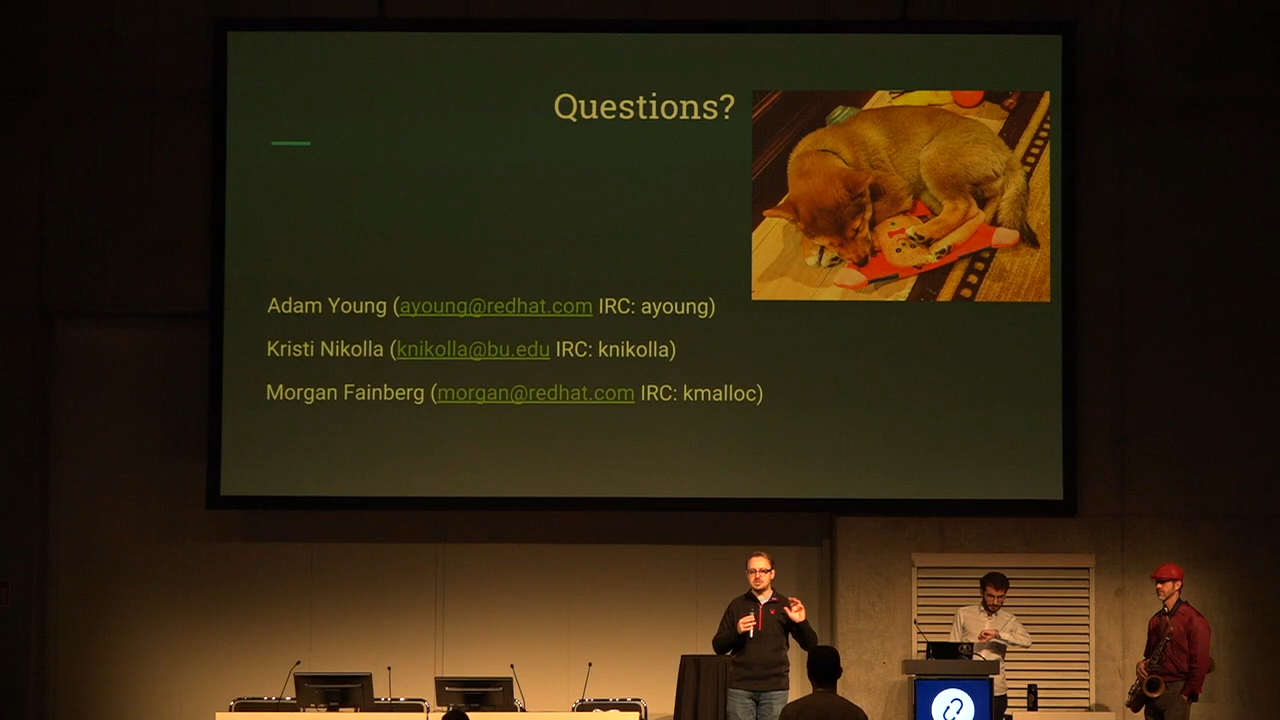 Questions?
Adam Young (ayoung@redhat.com IRC: ayoung)
Kristi Nikolla (knikolla@bu.edu IRC: knikolla)
Morgan Fainberg (morgan@redhat.com IRC: kmalloc)